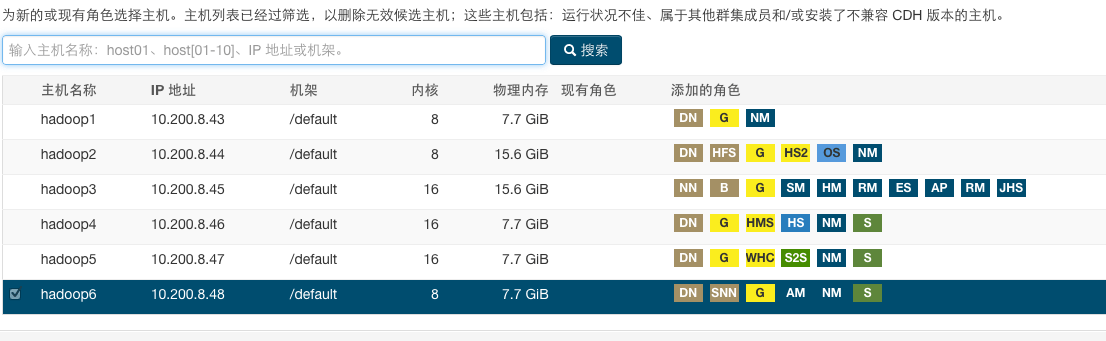 为新的或现有角色选择主机。主机列表已经过筛选，以删除无效候选主机；这些主机包括：运行状况不佳、属于其他群集成员和/或安装了不兼容 CDH 版本的主机。
输入主机名称：host01、host[01-10]、IP 地址或机架。 搜索
主机名称 IP 地址 机架 内核 物理内存 现有角色 添加的角色
hadoop1 10.200.8.43 /default 8 7.7 GiB DN G NM
hadoop2 10.200.8.44 /default 8 15.6 GiB DN HFS G HS2 OS NM
hadoop3 10.200.8.45 /default 16 15.6 GiB NN B G SM HM RM ES AP RM JHS
hadoop4 10.200.8.46 /default 16 7.7 GiB DN G HMS HS NM S
hadoop5 10.200.8.47 /default 16 7.7 GiB DN G WHC S2S NM S
hadoop6 10.200.8.48 /default 8 7.7 GiB DN SNN G AM NM S